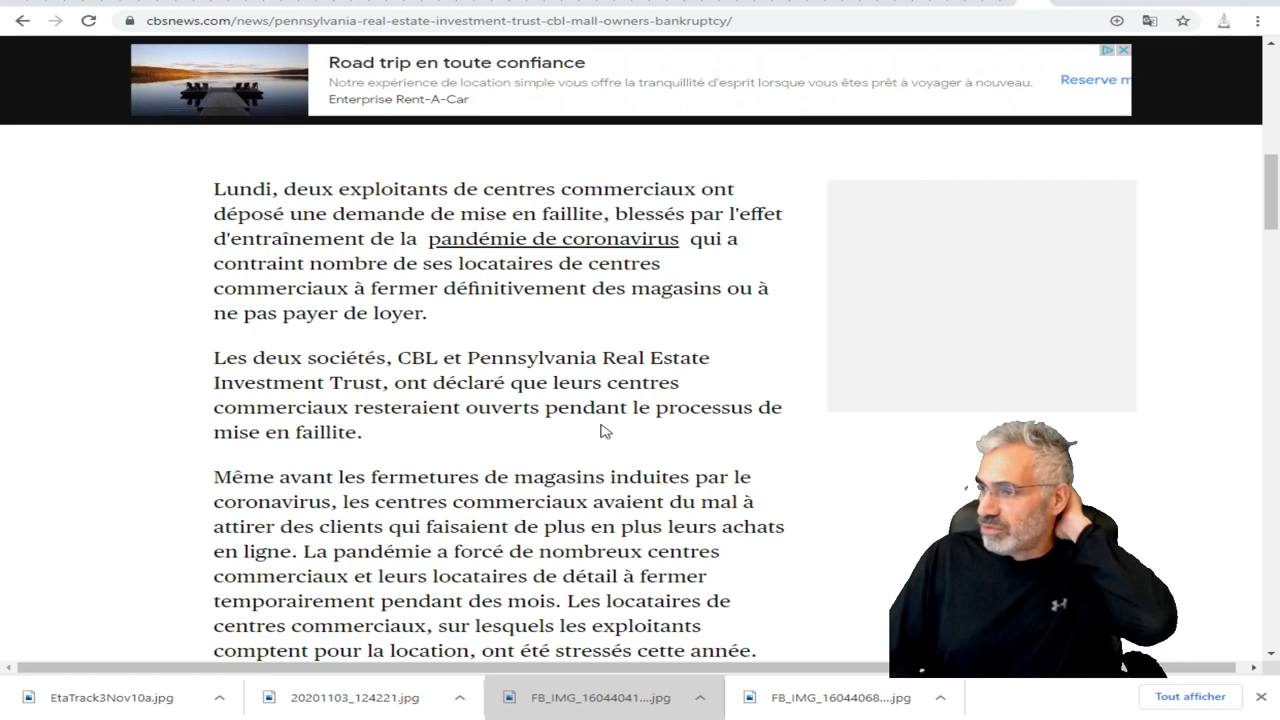 cbsnews.com/news/pennsylvania-real-estate-investment-trust-cbl-mall-owners-bankruptcy/
Road trip en toute confiance
Notre expérience de location simple vous offre la tranquillité d'esprit lorsque vous êtes prêt à voyager à nouveau.
Enterprise Rent-A-Car
Reserve m
Lundi, deux exploitants de centres commerciaux ont
déposé une demande de mise en faillite, blessés par l'effet
d'entraînement de la pandémie de coronavirus qui a
contraint nombre de ses locataires de centres
commerciaux à fermer définitivement des magasins ou à
ne pas payer de loyer.
Les deux sociétés, CBL et Pennsylvania Real Estate
Investment Trust, ont déclaré que leurs centres
commerciaux resteraient ouverts pendant le processus de
mise en faillite.
Même avant les fermetures de magasins induites par le
coronavirus, les centres commerciaux avaient du mal à
attirer des clients qui faisaient de plus en plus leurs achats
en ligne. La pandémie a forcé de nombreux centres
commerciaux et leurs locataires de détail à fermer
temporairement pendant des mois. Les locataires de
centres commerciaux, sur lesquels les exploitants
comptent pour la location, ont été stressés cette année.
EtaTrack3Nov10a.jpg
20201103_124221.jpg
FB_IMG_16044041....jpg
FB_IMG_16044068....jpg
Tout afficher